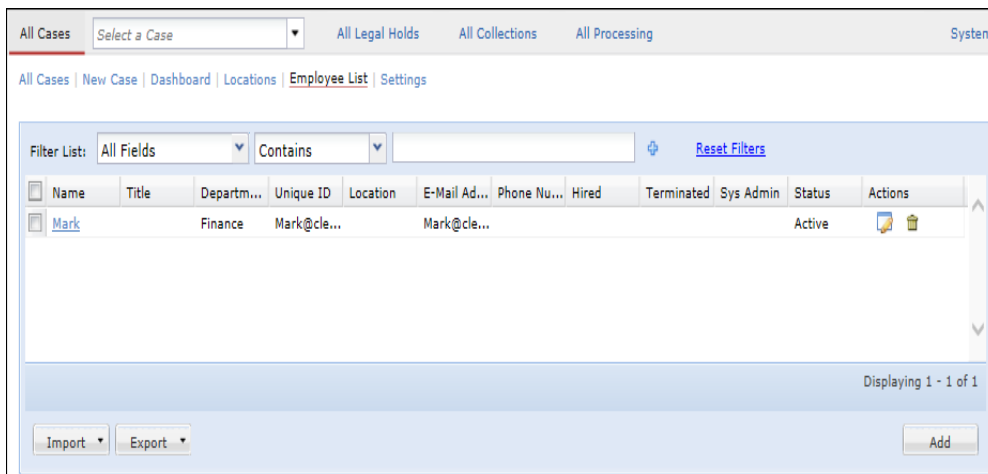 All Cases Select a Case All Legal Holds All Collections All Processing System
All Cases | New Case | Dashboard | Locations | Employee List | Settings
Filter List: All Fields Contains Reset Filters
Name Title Departm... Unique ID Location E-Mail Ad... Phone Nu... Hired Terminated Sys Admin Status Actions
Mark Finance Mark@cle... Mark@cle... Active
Displaying 1 - 1 of 1
Import Export Add